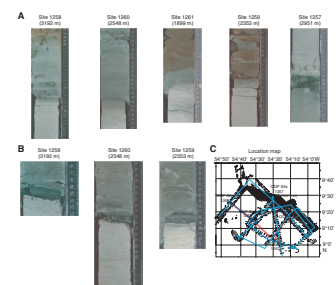 A
Site 1258
(3192 m)
Site 1260
(2548 m)
Site 1261
(1899 m)
Site 1259
(2353 m)
Site 1257
(2951 m)
B
Site 1258
(3192 m)
Site 1260
(2548 m)
Site 1259
(2353 m)
C
Location map
54°50' 54°40' 54°30' 54°20' 54°10' 54°0'W
9°40'
9°30'
9°20'
9°10'
9°0'
N